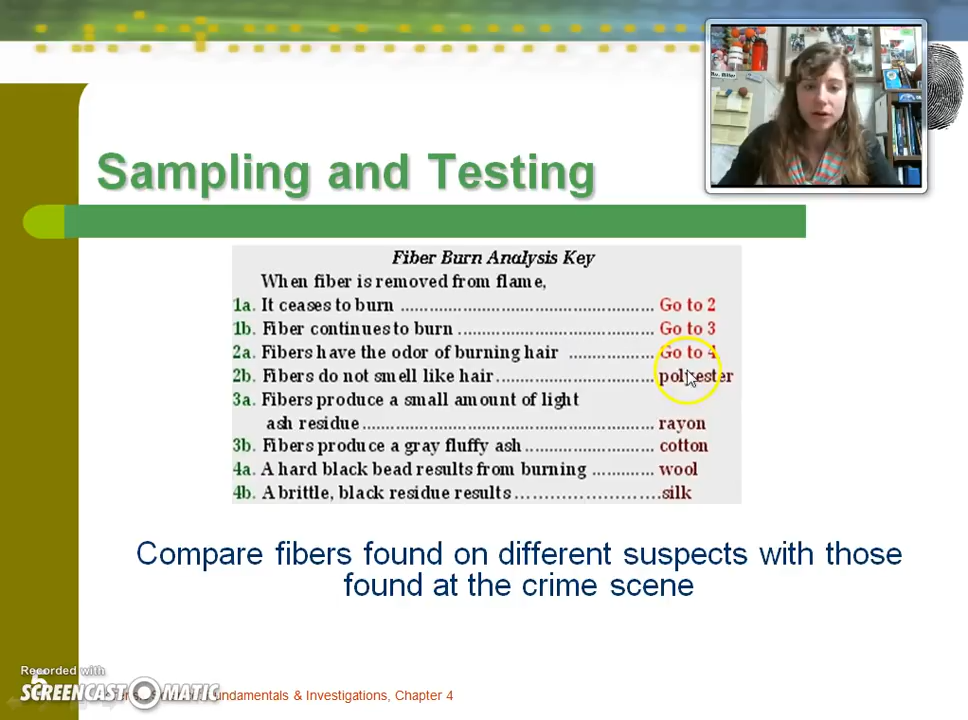 Sampling and Testing
Fiber Burn Analysis Key
When fiber is removed from flame,
1a. It ceases to burn ........................................................ Go to 2
1b. Fiber continues to burn ........................................... Go to 3
2a. Fibers have the odor of burning hair .................. Go to 4
2b. Fibers do not smell like hair................................... polyester
3a. Fibers produce a small amount of light
ash residue................................................................ rayon
3b. Fibers produce a gray fluffy ash............................ cotton
4a. A hard black bead results from burning ............. wool
4b. A brittle, black residue results..............................silk
Compare fibers found on different suspects with those
found at the crime scene
Recorded with
SCREENCAST-O-MATIC
Fundamentals & Investigations, Chapter 4